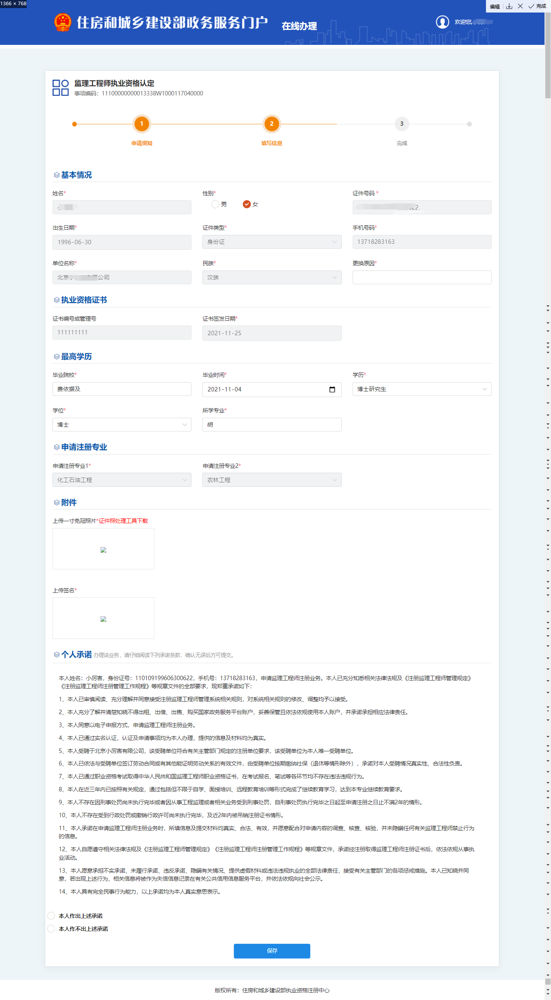 1366 × 768
编辑
完成
住房和城乡建设部政务服务门户 在线办理
欢迎您
监理工程师执业资格认定
事项编码：11100000000013338W1000117040000
1 2 3
申请须知 填写信息 完成
基本情况
姓名* 性别* 证件号码 *
男 女
出生日期* 证件类型* 手机号码*
1996-06-30 身份证 13718283163
单位名称* 民族* 更换原因*
北京 有限公司 汉族
执业资格证书
证书编号或管理号 证书签发日期*
111111111 2021-11-25
最高学历
毕业院校* 毕业时间* 学历*
费依据及 2021-11-04 博士研究生
学位* 所学专业*
博士 胡
申请注册专业
申请注册专业1* 申请注册专业2*
化工石油工程 农林工程
附件
上传一寸免冠照片*证件照处理工具下载
上传签名*
个人承诺 办理该业务，请仔细阅读下列承诺条款，确认无误后方可提交。
本人姓名：小厉害，身份证号：110109199606300622，手机号：13718283163，申请监理工程师注册业务。本人已充分知悉相关法律法规及《注册监理工程师管理规定》
《注册监理工程师注册管理工作规程》等规章文件的全部要求，现郑重承诺如下：
1、本人已审慎阅读、充分理解并同意接受注册监理工程师管理系统相关规则，对系统相关规则的修改、调整均予以接受。
2、本人充分了解并清楚知晓不得出租、出借、出售、购买国家政务服务平台账户，妥善保管且依法依规使用本人账户，并承诺承担相应法律责任。
3、本人同意以电子申报方式，申请监理工程师注册业务。
4、本人已通过实名认证，认证及申请事项均为本人办理，提供的信息及材料均为真实。
5、本人受聘于北京小厉害有限公司，该受聘单位符合有关主管部门规定的注册单位要求，该受聘单位为本人唯一受聘单位。
6、本人已依法与受聘单位签订劳动合同或有其他能证明劳动关系的有效文件，由受聘单位按期缴纳社保（退休等情形除外），承诺对本人受聘情况真实性、合法性负责。
7、本人已通过职业资格考试取得中华人民共和国监理工程师职业资格证书，在考试报名、笔试等各环节均不存在违法违规行为。
8、本人在近三年内已按照有关规定，通过包括但不限于自学、面授培训、远程教育培训等形式完成了继续教育学习，达到本专业继续教育要求。
9、本人不存在因刑事处罚尚未执行完毕或者因从事工程监理或者相关业务受到刑事处罚，自刑事处罚执行完毕之日起至申请注册之日止不满2年的情形。
10、本人不存在受到行政处罚或撤销行政许可尚未执行完毕，及近2年内被吊销注册证书情形。
11、本人承诺在申请监理工程师注册业务时，所填信息及提交材料均真实、合法、有效，并愿意配合对申请内容的调查、核查、核验，并未隐瞒任何有关监理工程师禁止行为
的信息。
12、本人自愿遵守相关法律法规及《注册监理工程师管理规定》《注册监理工程师注册管理工作规程》等规章文件，承诺经注册取得监理工程师注册证书后，依法依规从事执
业活动。
13、本人愿意承担不实承诺、未履行承诺、违反承诺、隐瞒有关情况、提供虚假材料或违法违规执业的全部法律责任，接受有关主管部门的各项惩戒措施。本人已知晓并同
意，若出现上述行为，相关信息将被作为失信信息记录在有关公共信用信息服务平台，并依法依规向社会公示。
14、本人具有完全民事行为能力，以上承诺均为本人真实意思表示。
本人作出上述承诺
本人作不出上述承诺
保存
版权所有：住房和城乡建设部执业资格注册中心